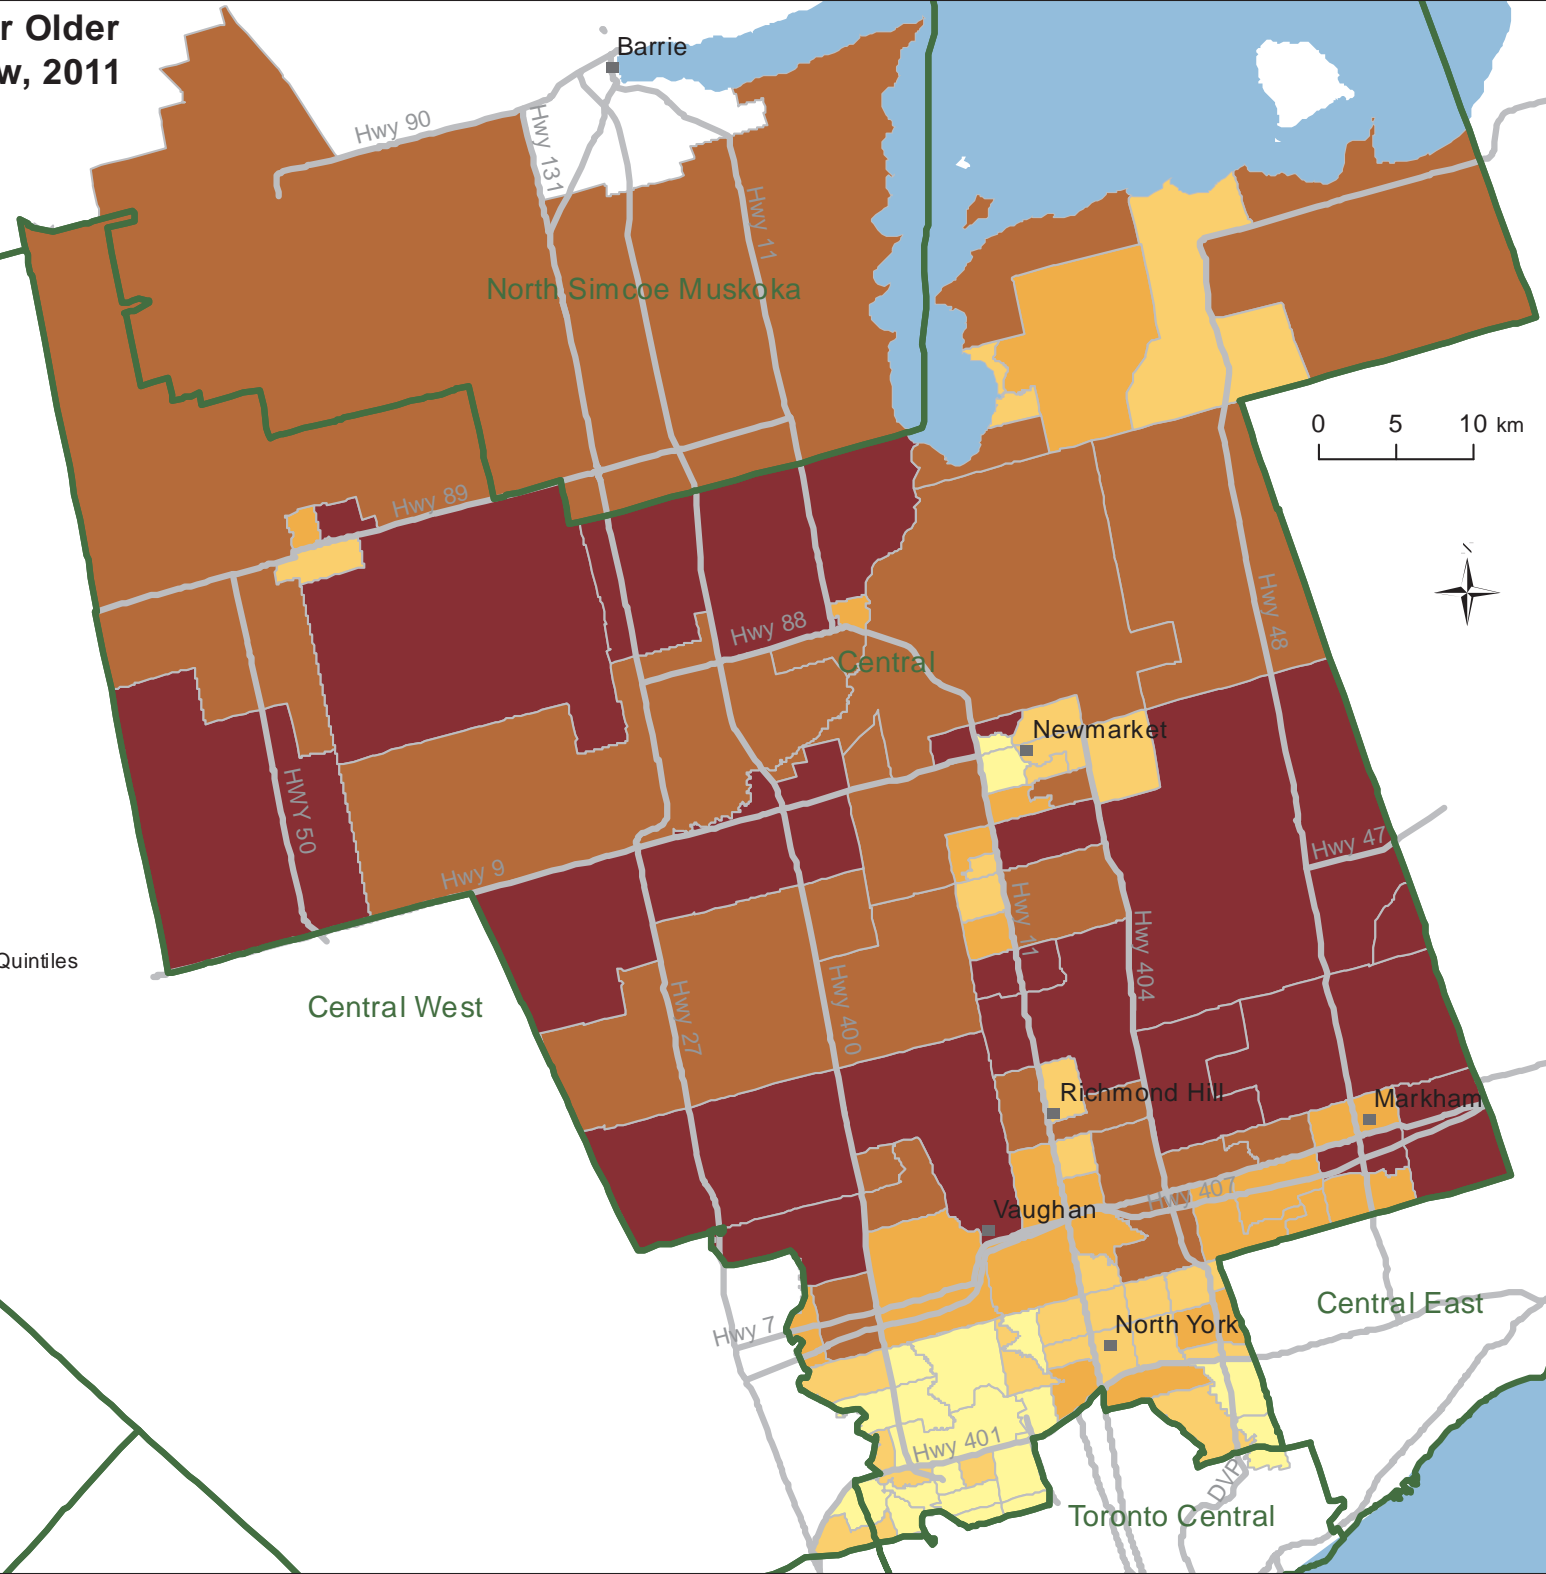 r Older
w, 2011
Barrie
Hwy 90
Hwy 131
Hwy 11
North Simcoe Muskoka
0 5 10 km
Hwy 89
N
Hwy 88
Hwy 48
Central
Newmarket
HWY 50
Hwy 9
Hwy 47
Hwy 11
Hwy 404
Quintiles
Central West
Hwy 27
Hwy 400
Richmond Hill
Markham
Hwy 407
Vaughan
Central East
Hwy 7
North York
Hwy 401
DVP
Toronto Central